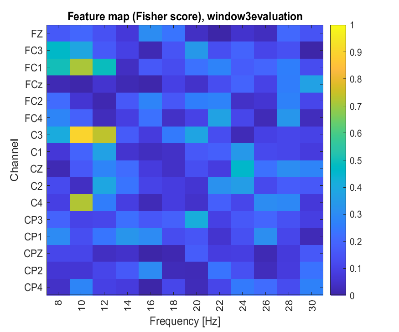 Feature map (Fisher score), window3evaluation
Channel
FZ
FC3
FC1
FCz
FC2
FC4
C3
C1
CZ
C2
C4
CP3
CP1
CPZ
CP2
CP4
8 10 12 14 16 18 20 22 24 26 28 30
Frequency [Hz]
1
0.9
0.8
0.7
0.6
0.5
0.4
0.3
0.2
0.1
0